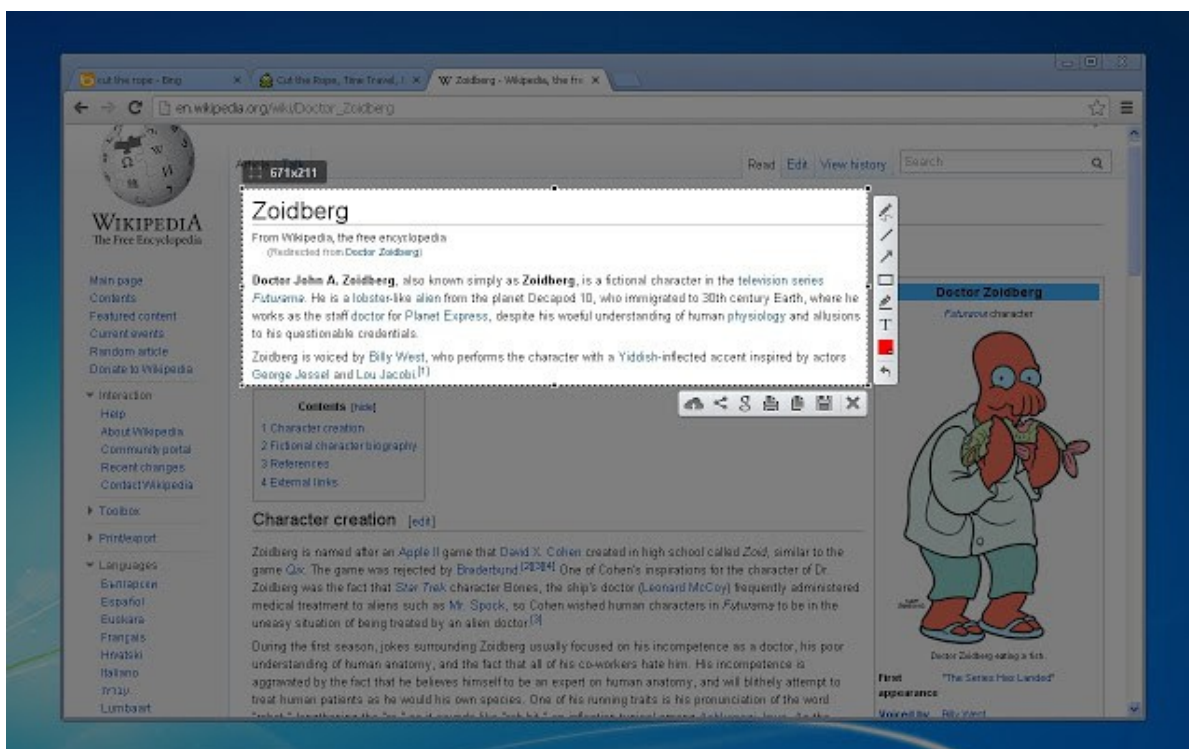 cut the rope - Bing
Cut the Rope, Time Travel, I
W Zoidberg - Wikipedia, the fre
en.wikipedia.org/wiki/Doctor_Zoidberg
Read Edit View history Search
671x211
WIKIPEDIA
The Free Encyclopedia
Main page
Contents
Featured content
Current events
Random article
Donate to Wikipedia
Interaction
Help
About Wikipedia
Community portal
Recent changes
Contact Wikipedia
Toolbox
Print/export
Languages
Български
Español
Euskara
Français
Hrvatski
Italiano
עברית
Lumbaart
Zoidberg
From Wikipedia, the free encyclopedia
(Redirected from Doctor Zoidberg)
Doctor John A. Zoidberg, also known simply as Zoidberg, is a fictional character in the television series
Futurama. He is a lobster-like alien from the planet Decapod 10, who immigrated to 30th century Earth, where he
works as the staff doctor for Planet Express, despite his woeful understanding of human physiology and allusions
to his questionable credentials.
Zoidberg is voiced by Billy West, who performs the character with a Yiddish-inflected accent inspired by actors
George Jessel and Lou Jacobi.[1]
T
g
Contents [hide]
1 Character creation
2 Fictional character biography
3 References
4 External links
Character creation [edit]
Zoidberg is named after an Apple II game that David X. Cohen created in high school called Zoid, similar to the
game Qix. The game was rejected by Brøderbund.[2][3][4] One of Cohen's inspirations for the character of Dr.
Zoidberg was the fact that Star Trek character Bones, the ship's doctor (Leonard McCoy) frequently administered
medical treatment to aliens such as Mr. Spock, so Cohen wished human characters in Futurama to be in the
uneasy situation of being treated by an alien doctor.[3]
During the first season, jokes surrounding Zoidberg usually focused on his incompetence as a doctor, his poor
understanding of human anatomy, and the fact that all of his co-workers hate him. His incompetence is
aggravated by the fact that he believes himself to be an expert on human anatomy, and will blithely attempt to
treat human patients as he would his own species. One of his running traits is his pronunciation of the word
Doctor Zoidberg
Futurama character
Doctor Zoidberg eating a fish.
First appearance "The Series Has Landed"
Voiced by Billy West